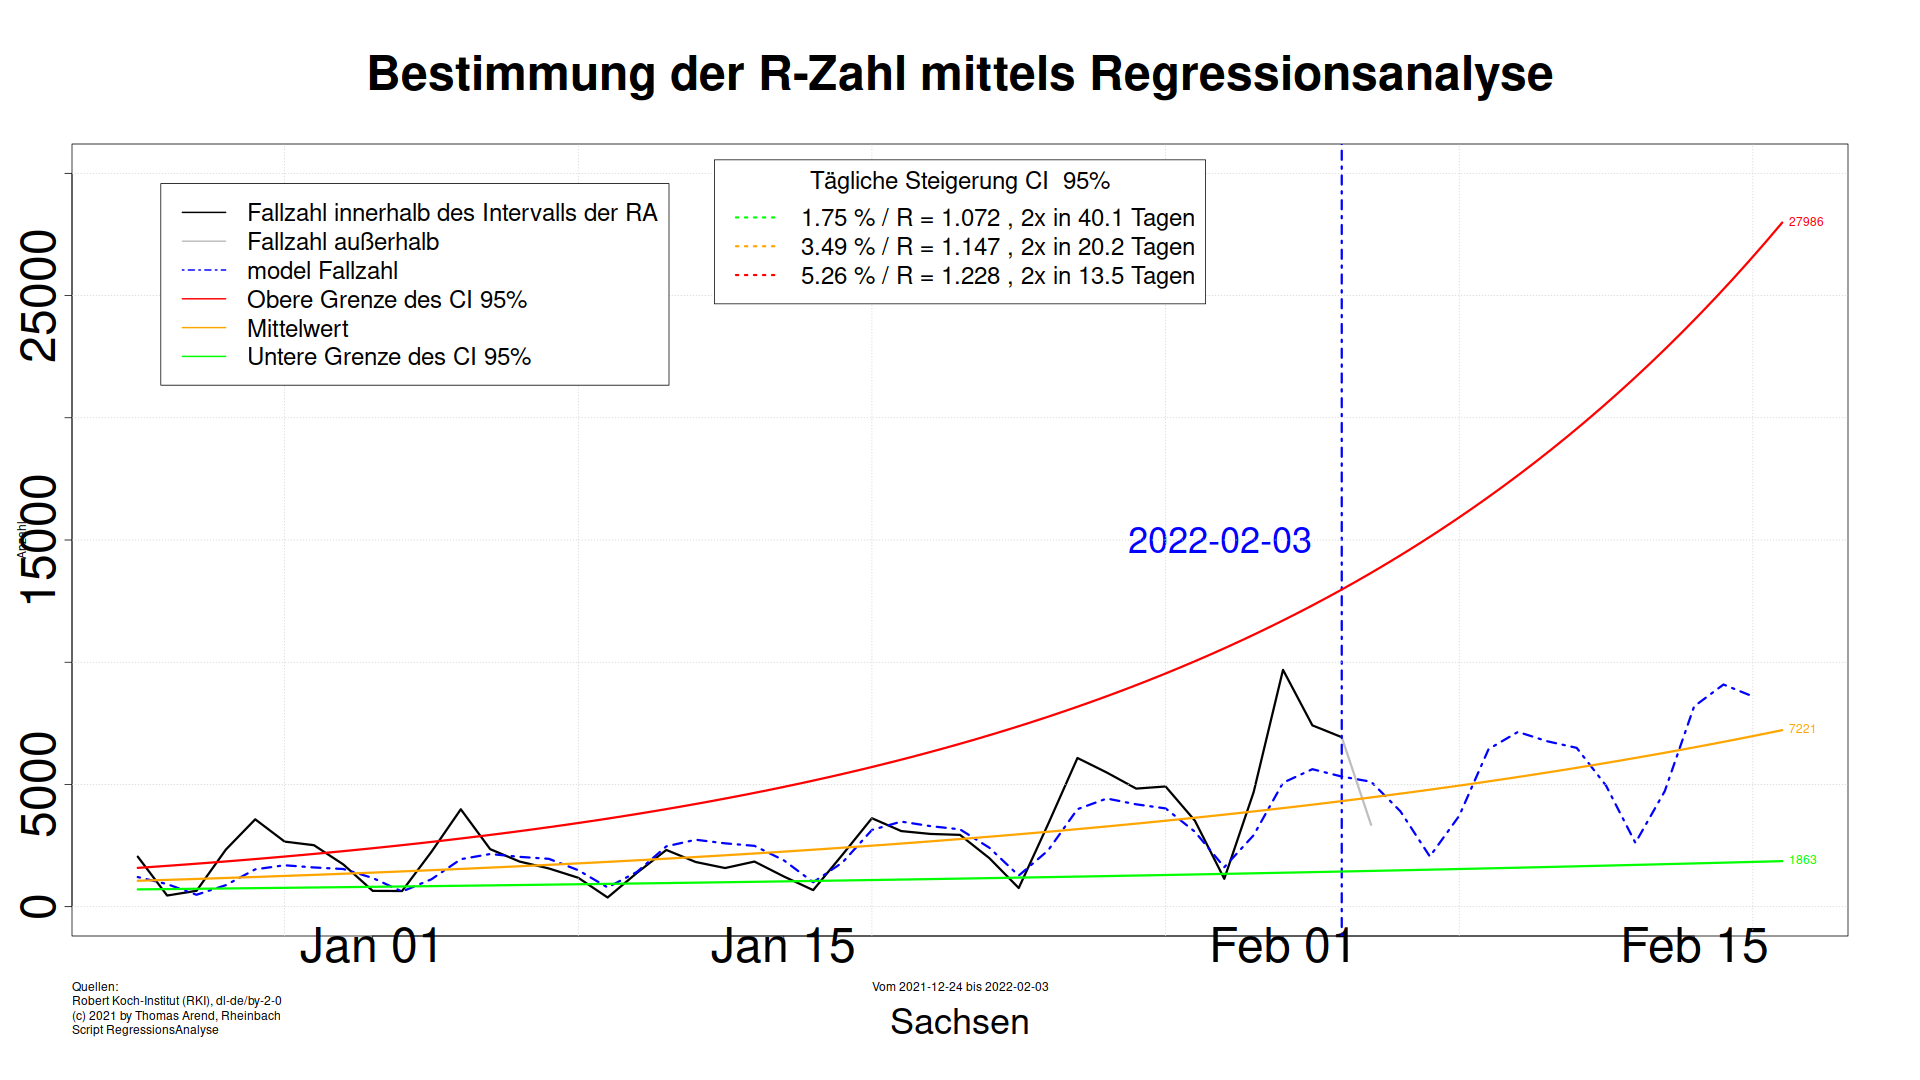 Bestimmung der R-Zahl mittels Regressionsanalyse
Fallzahl innerhalb des Intervalls der RA
Fallzahl außerhalb
model Fallzahl
Obere Grenze des CI 95%
Mittelwert
Untere Grenze des CI 95%
Tägliche Steigerung CI  95%
1.75 % / R = 1.072 , 2x in 40.1 Tagen
3.49 % / R = 1.147 , 2x in 20.2 Tagen
5.26 % / R = 1.228 , 2x in 13.5 Tagen
27986
25000
15000
5000
0
Anzahl
2022-02-03
7221
1863
Jan 01
Jan 15
Feb 01
Feb 15
Quellen:
Robert Koch-Institut (RKI), dl-de/by-2-0
(c) 2021 by Thomas Arend, Rheinbach
Script RegressionsAnalyse
Vom 2021-12-24 bis 2022-02-03
Sachsen